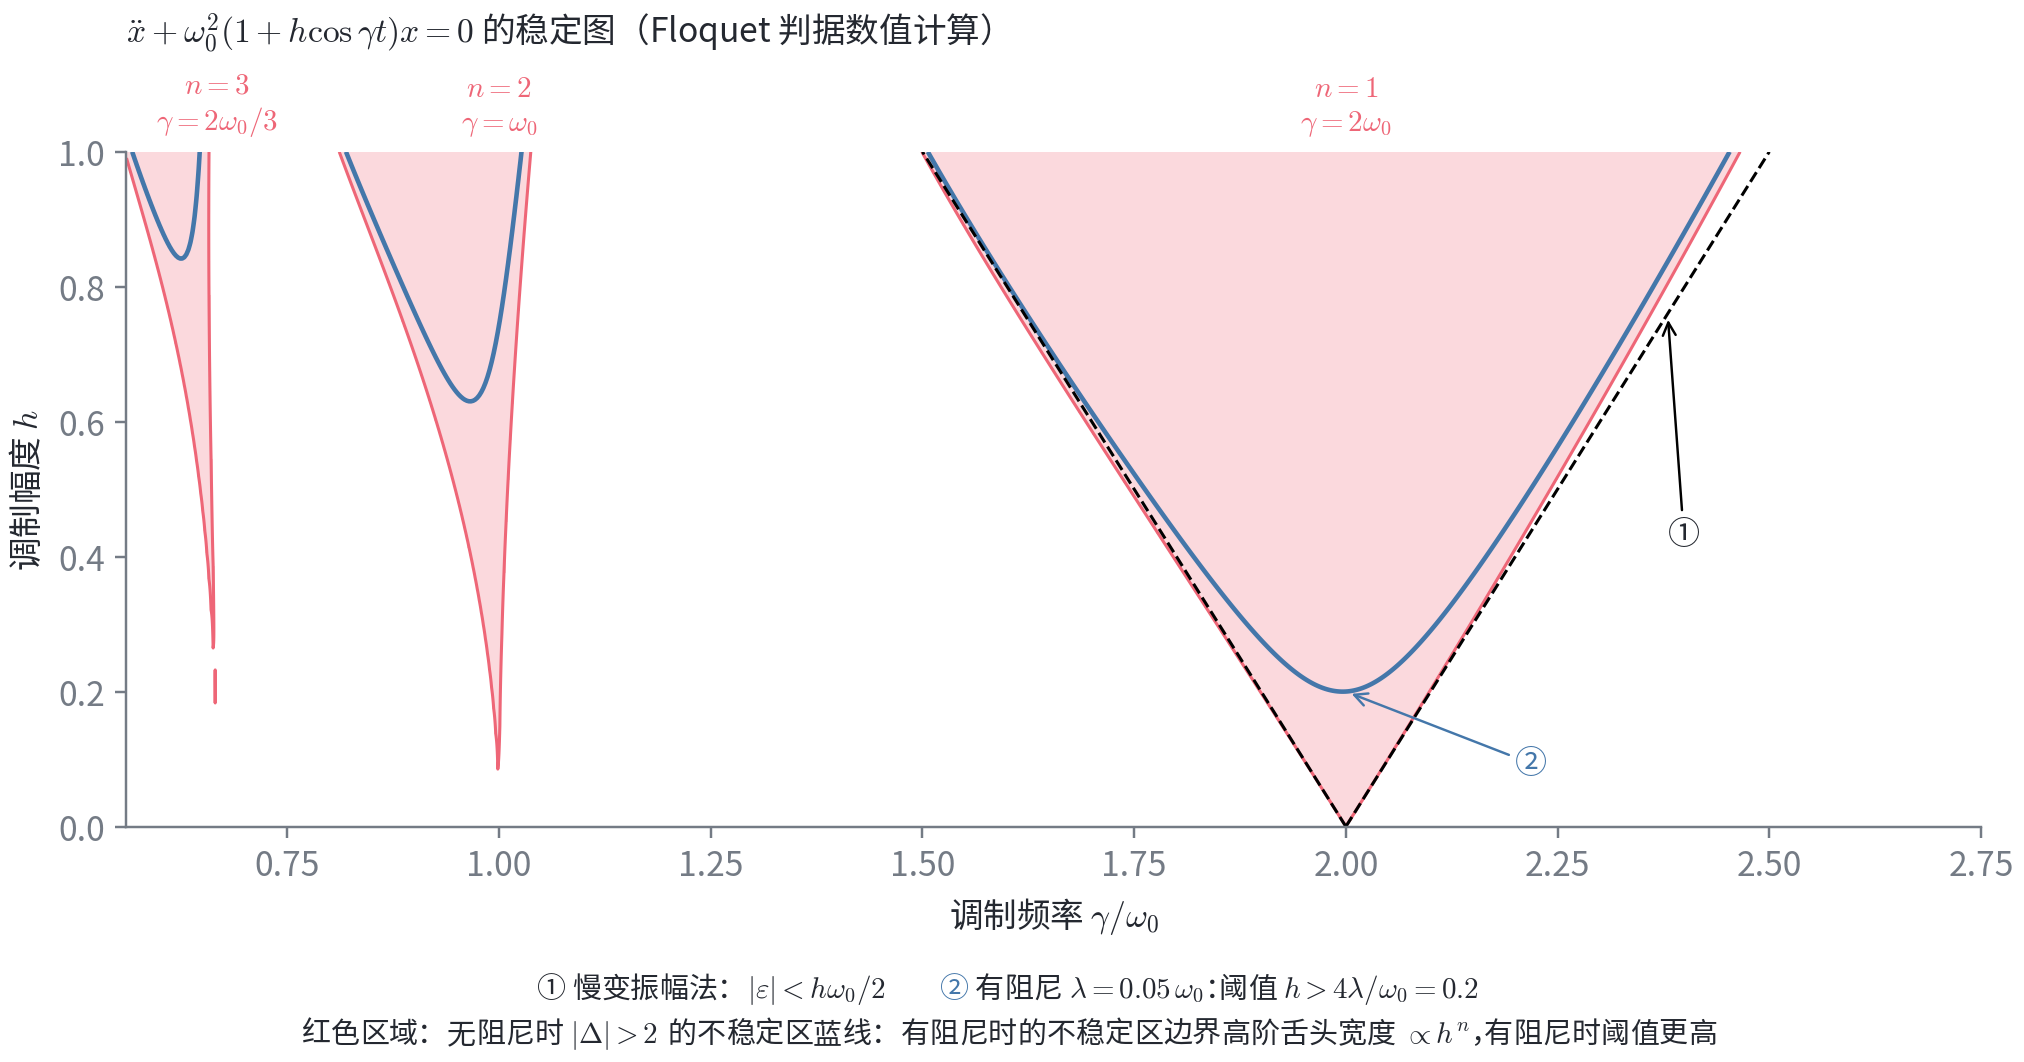 ẍ + ω₀²(1 + h cos γt)x = 0 的稳定图（Floquet 判据数值计算）
n = 3
γ = 2ω₀/3
n = 2
γ = ω₀
n = 1
γ = 2ω₀
1.0
0.8
0.6
0.4
0.2
0.0
调制幅度 h
①
②
0.75 1.00 1.25 1.50 1.75 2.00 2.25 2.50 2.75
调制频率 γ/ω₀
① 慢变振幅法：|ε| < hω₀/2 ② 有阻尼 λ = 0.05 ω₀:阈值 h > 4λ/ω₀ = 0.2
红色区域：无阻尼时 |Δ| > 2 的不稳定区蓝线：有阻尼时的不稳定区边界高阶舌头宽度 ∝ hⁿ,有阻尼时阈值更高